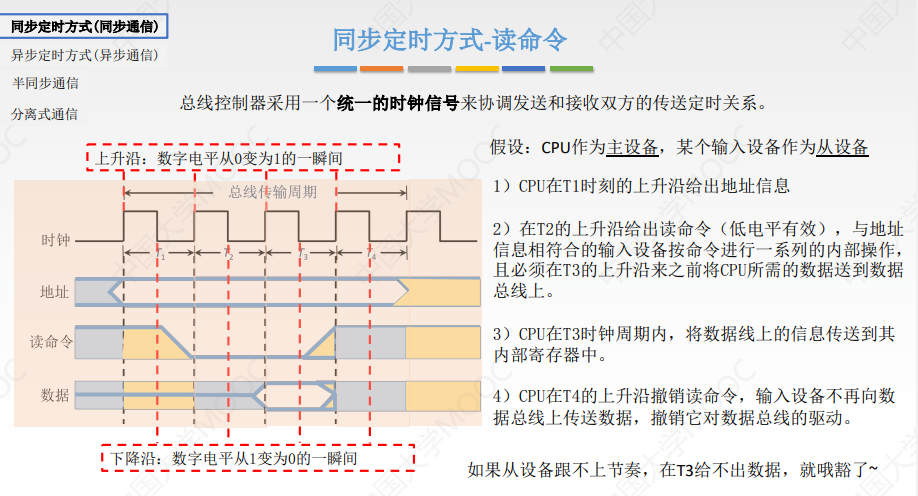 同步定时方式(同步通信)
异步定时方式(异步通信)
半同步通信
分离式通信
同步定时方式-读命令
总线控制器采用一个统一的时钟信号来协调发送和接收双方的传送定时关系。
上升沿：数字电平从0变为1的一瞬间
总线传输周期
时钟
T1
T2
T3
T4
地址
读命令
数据
下降沿：数字电平从1变为0的一瞬间
假设：CPU作为主设备，某个输入设备作为从设备
1）CPU在T1时刻的上升沿给出地址信息
2）在T2的上升沿给出读命令（低电平有效），与地址
信息相符合的输入设备按命令进行一系列的内部操作，
且必须在T3的上升沿来之前将CPU所需的数据送到数据
总线上。
3）CPU在T3时钟周期内，将数据线上的信息传送到其
内部寄存器中。
4）CPU在T4的上升沿撤销读命令，输入设备不再向数
据总线上传送数据，撤销它对数据总线的驱动。
如果从设备跟不上节奏，在T3给不出数据，就哦豁了~
中国大学MOOC